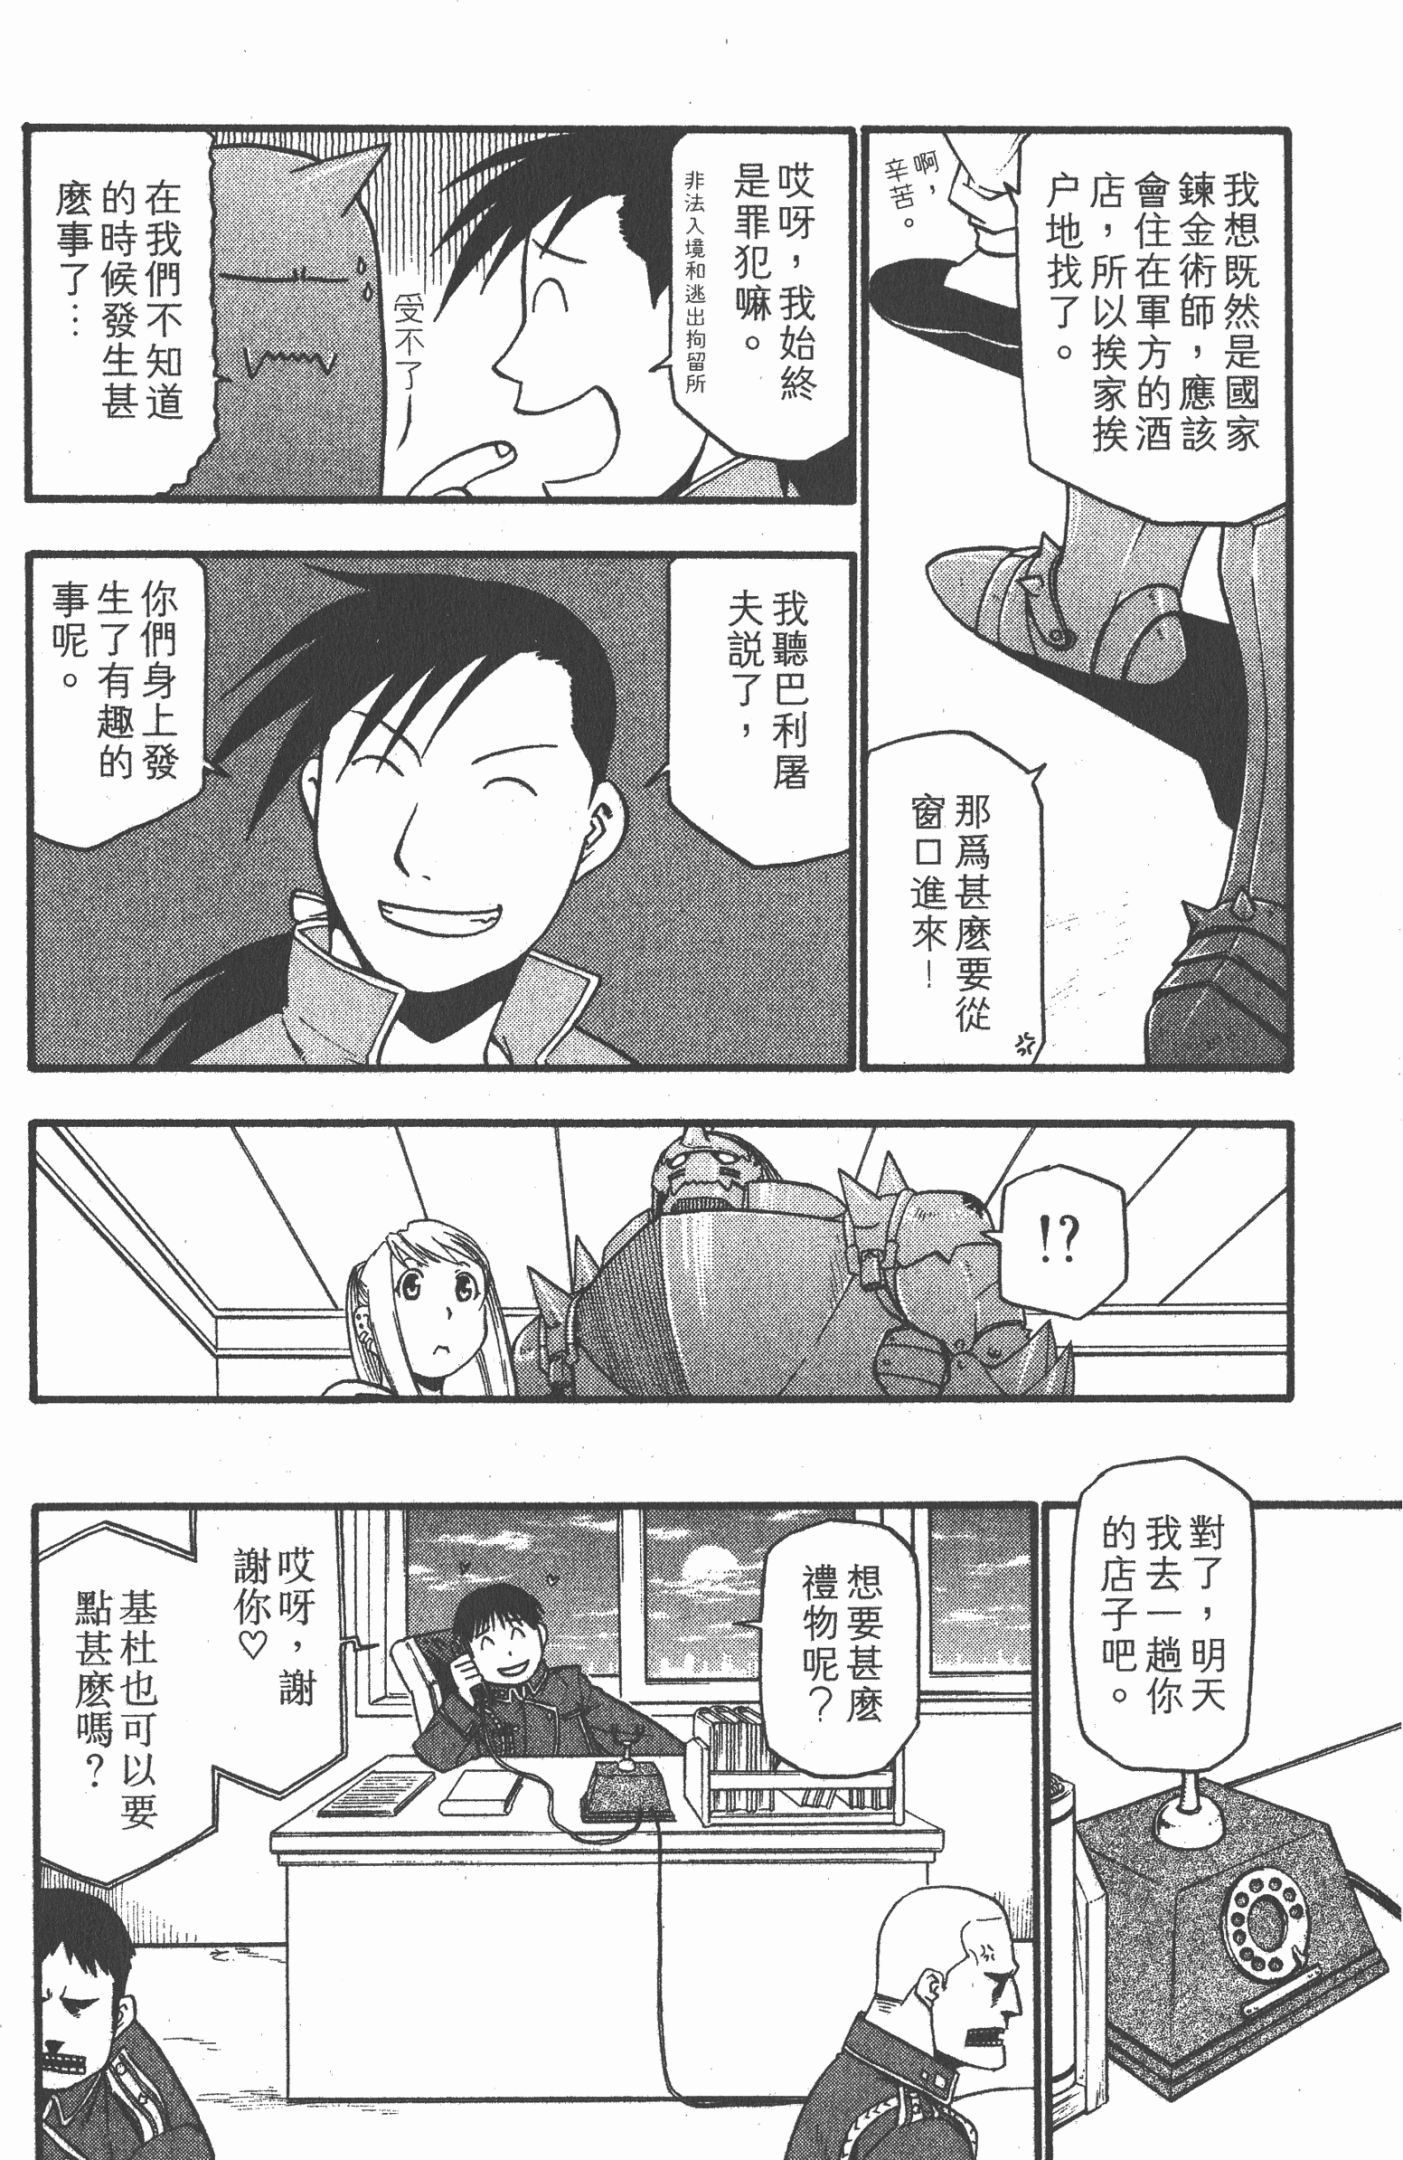 我想既然是國家
鍊金術師，應該
會住在軍方的酒
店，所以挨家挨
户地找了。
啊，
辛苦。
那爲甚麽要從
窗口進來！
哎呀，我始終
是罪犯嘛。
非法入境和逃出拘留所
受不了
在我們不知道
的時候發生甚
麽事了…
我聽巴利屠
夫説了，
你們身上發
生了有趣的
事呢。
!?
對了，明天
我去一趟你
的店子吧。
想要甚麽
禮物呢？
哎呀，謝
謝你♡
基杜也可以要
點甚麽嗎？